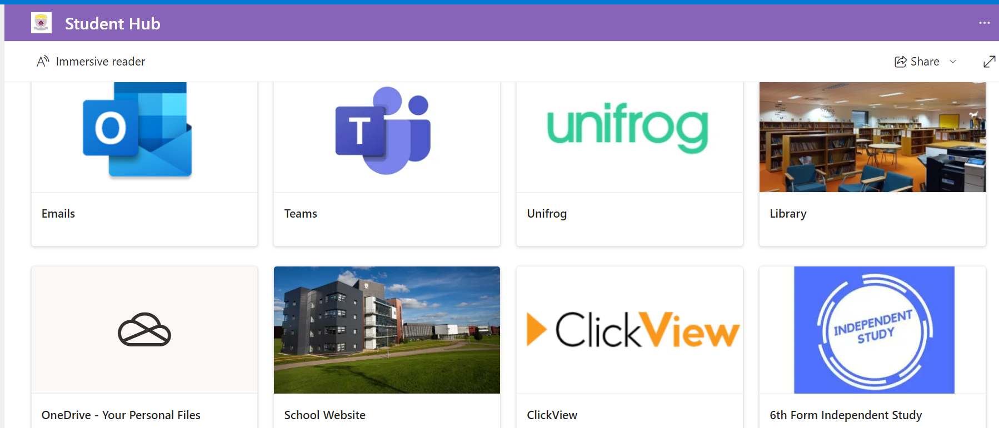 Student Hub
Immersive reader
Share
O
T
unifrog
STARS
Emails
Teams
Unifrog
Library
ClickView
INDEPENDENT
STUDY
OneDrive - Your Personal Files
School Website
ClickView
6th Form Independent Study